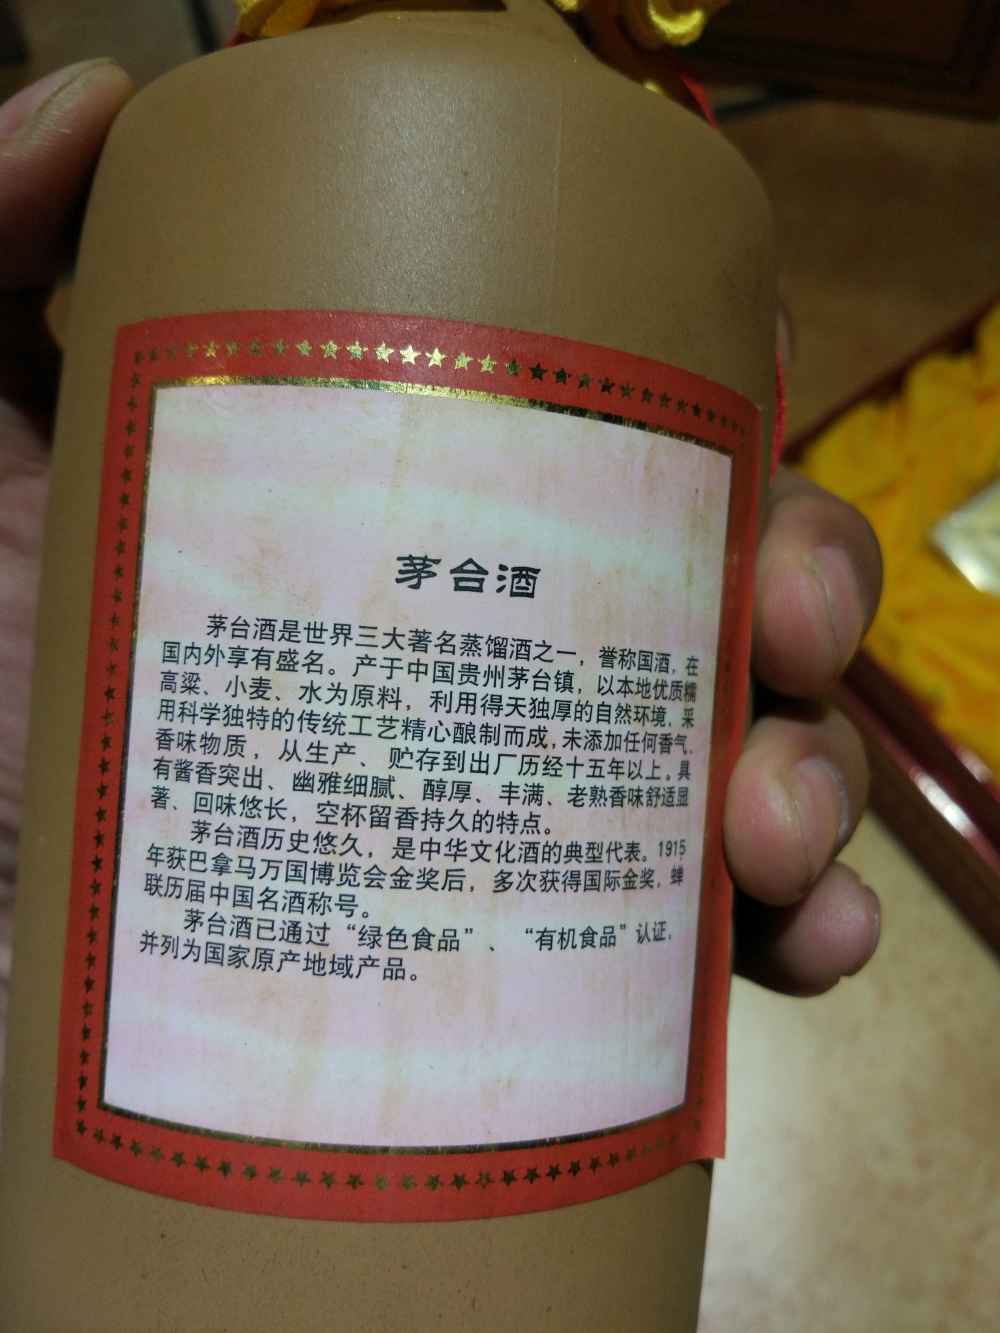 茅台酒
茅台酒是世界三大著名蒸馏酒之一，誉称国酒，在
国内外享有盛名。产于中国贵州茅台镇，以本地优质糯
高粱、小麦、水为原料，利用得天独厚的自然环境，采
用科学独特的传统工艺精心酿制而成，未添加任何香气、
香味物质，从生产、贮存到出厂历经十五年以上。具
有酱香突出、幽雅细腻、醇厚、丰满、老熟香味舒适显
著、回味悠长，空杯留香持久的特点。
茅台酒历史悠久，是中华文化酒的典型代表。1915
年获巴拿马万国博览会金奖后，多次获得国际金奖，蝉
联历届中国名酒称号。
茅台酒已通过“绿色食品”、“有机食品”认证，
并列为国家原产地域产品。